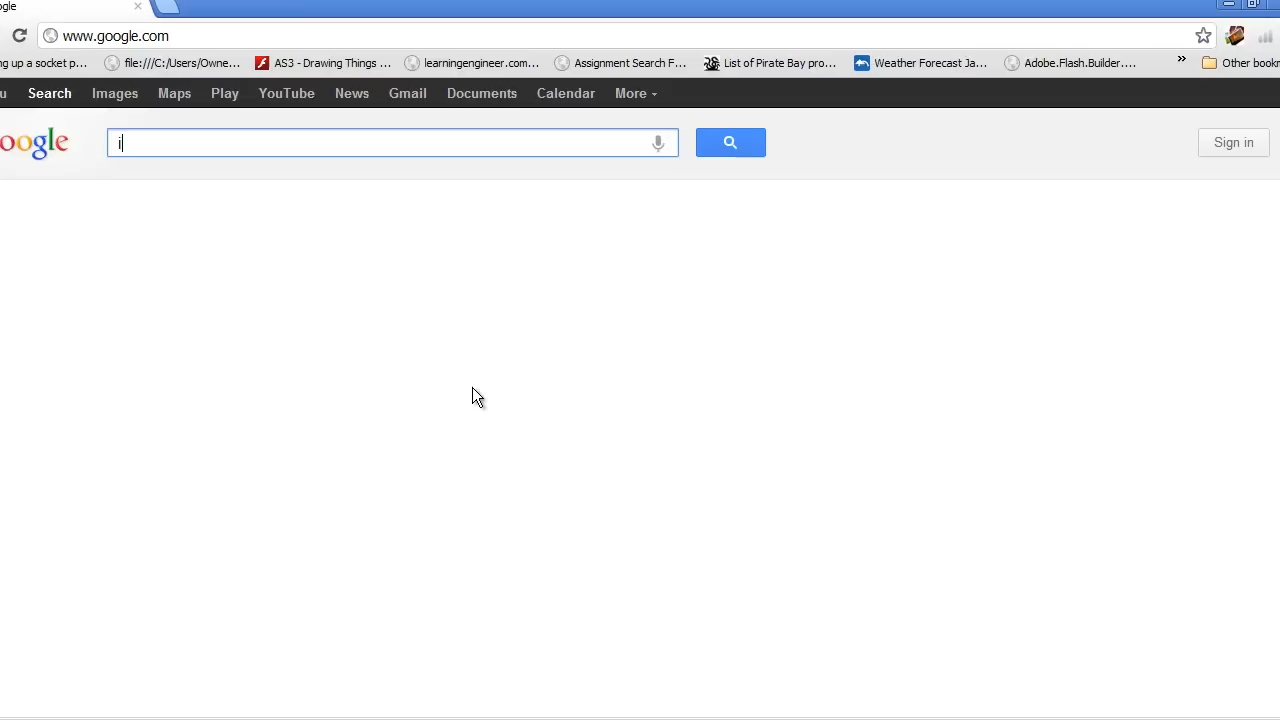 ogle
www.google.com
ng up a socket p... file:///C:/Users/Owne... AS3 - Drawing Things ... learningengineer.com... Assignment Search F... List of Pirate Bay pro... Weather Forecast Ja... Adobe.Flash.Builder.... » Other bookm
u Search Images Maps Play YouTube News Gmail Documents Calendar More
oogle i Sign in